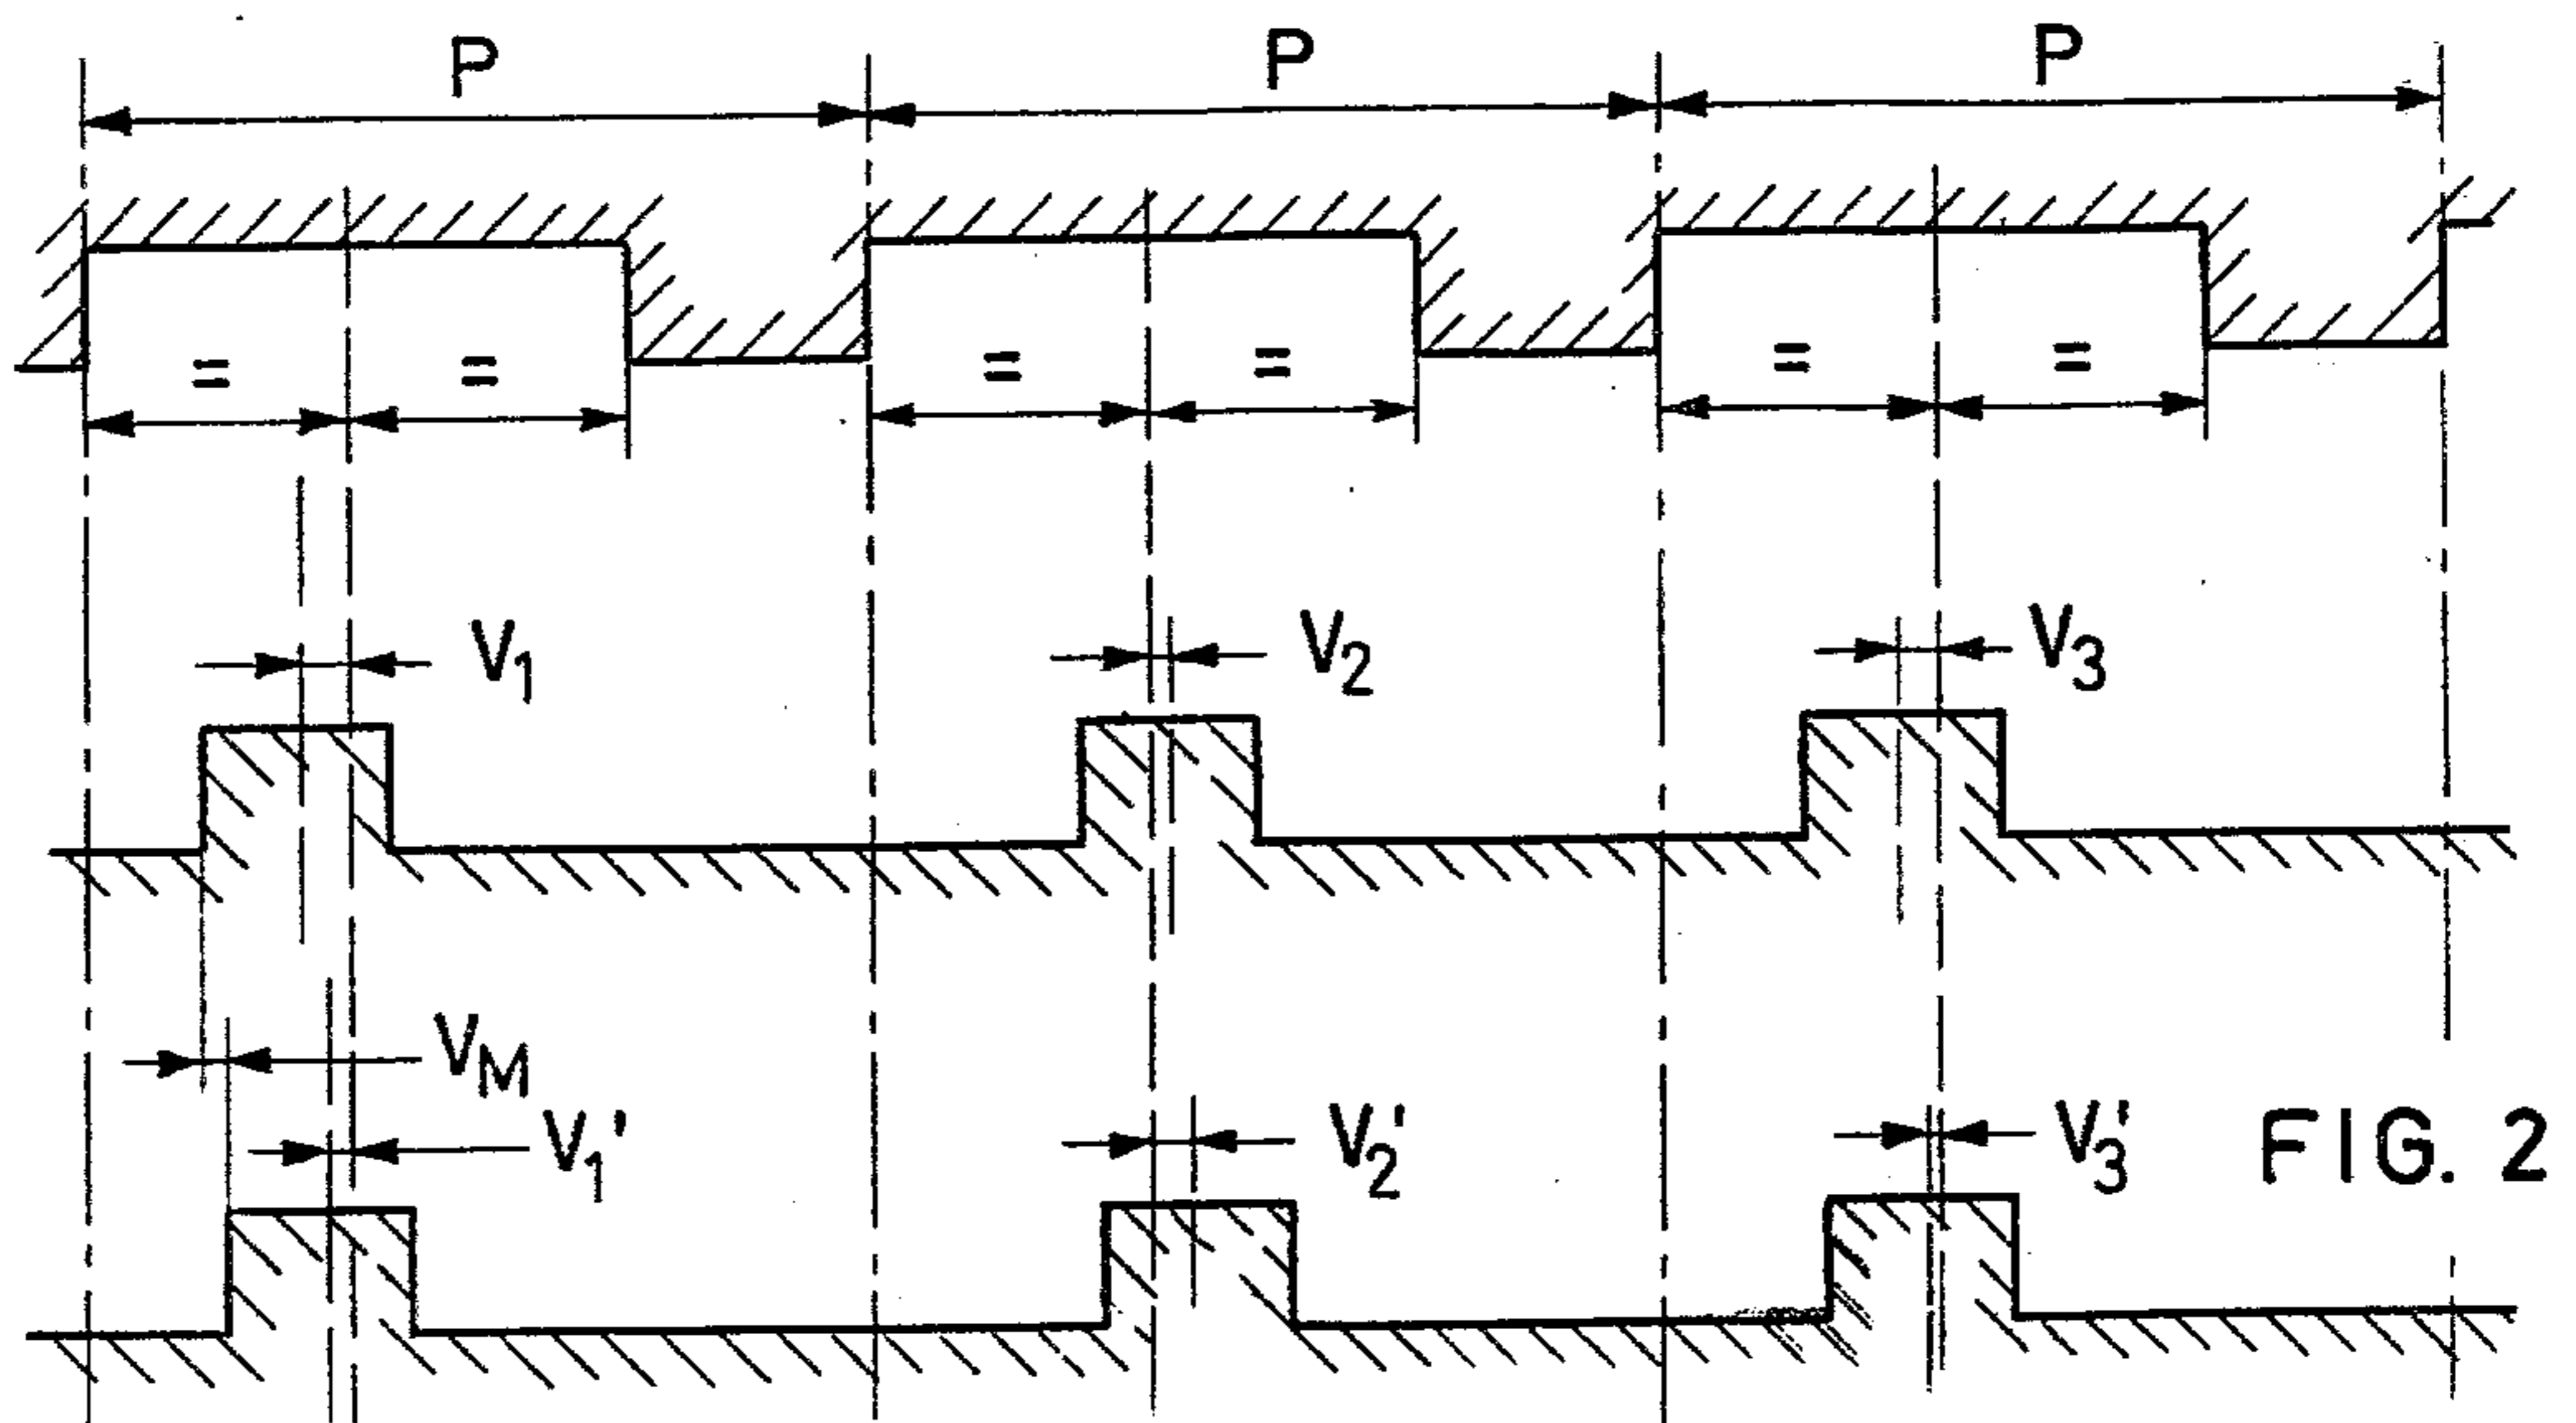 P P P
= = = = = =
V1 V2 V3
VM
V1' V2' V3'
FIG. 2